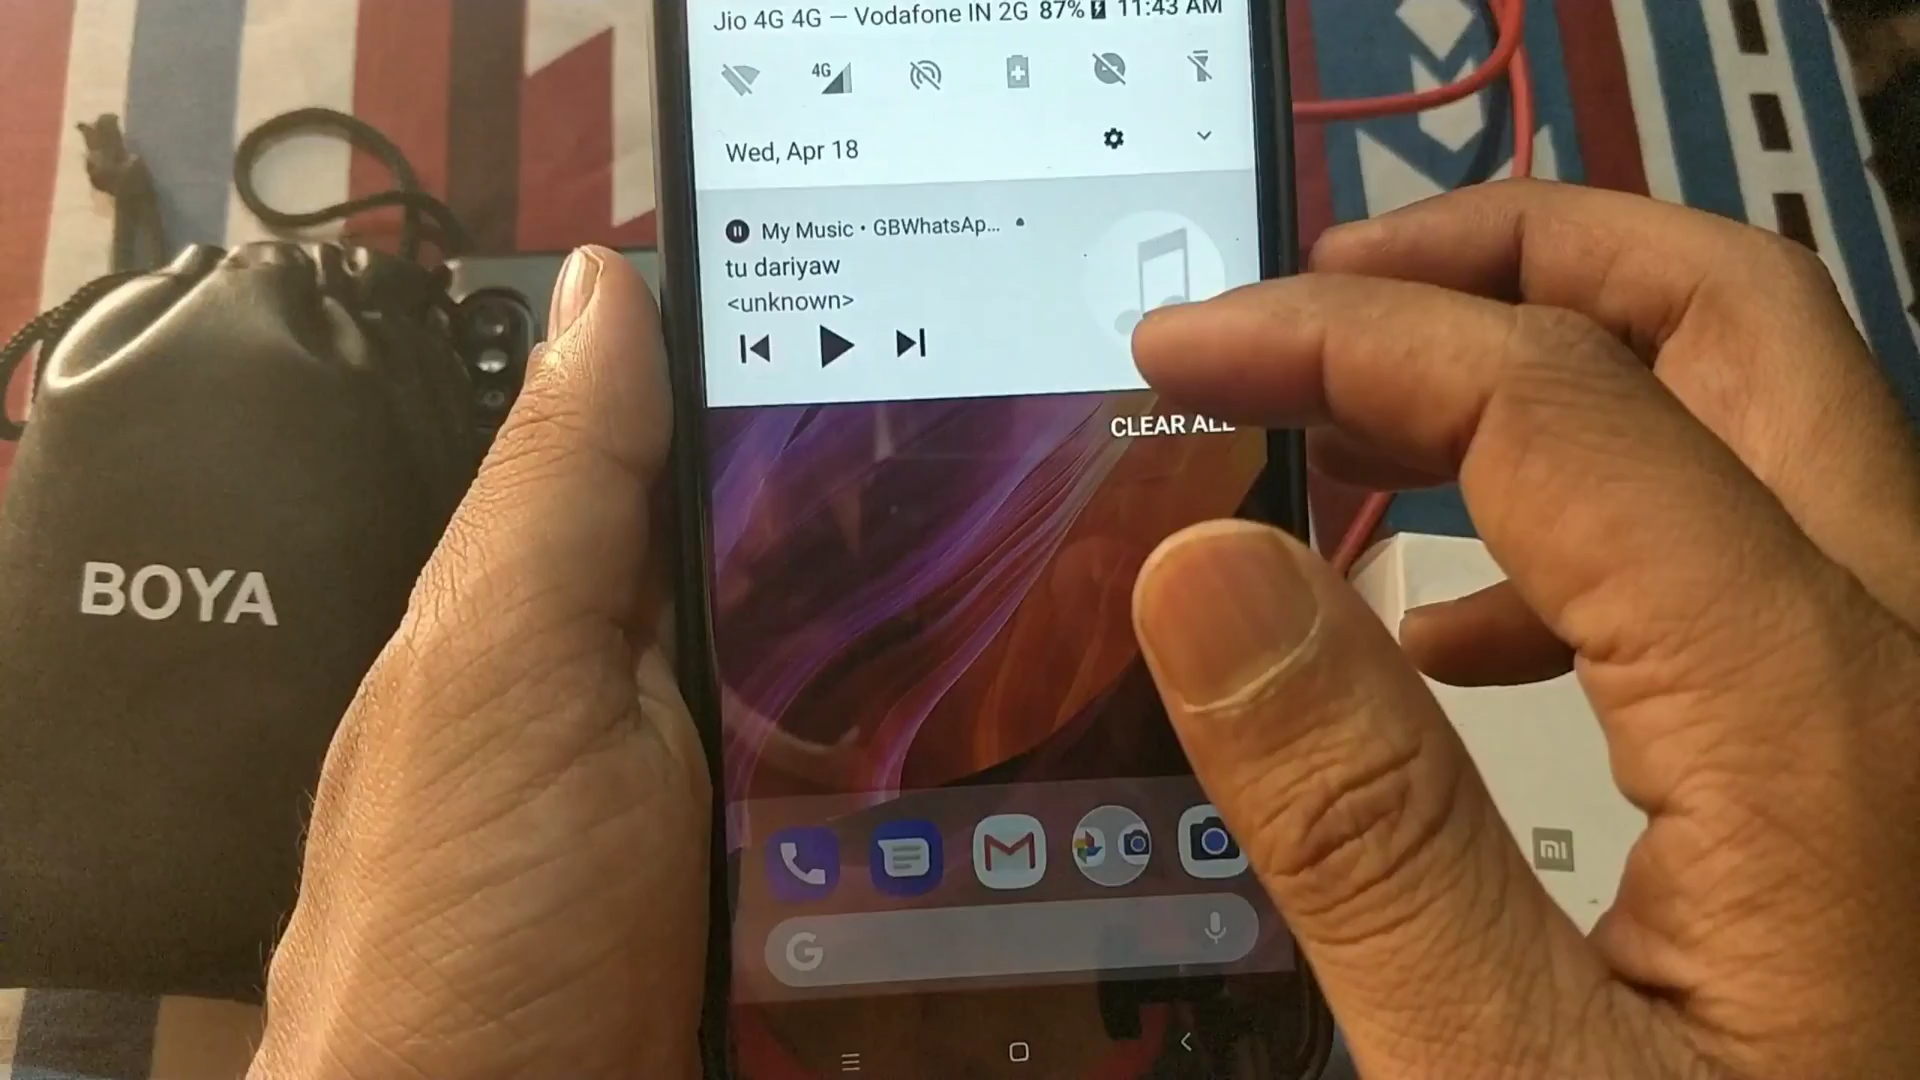 Jio 4G 4G — Vodafone IN 2G 87% 11:43 AM
4G
Wed, Apr 18
My Music • GBWhatsAp...
tu dariyaw
<unknown>
CLEAR ALL
BOYA
G
mi